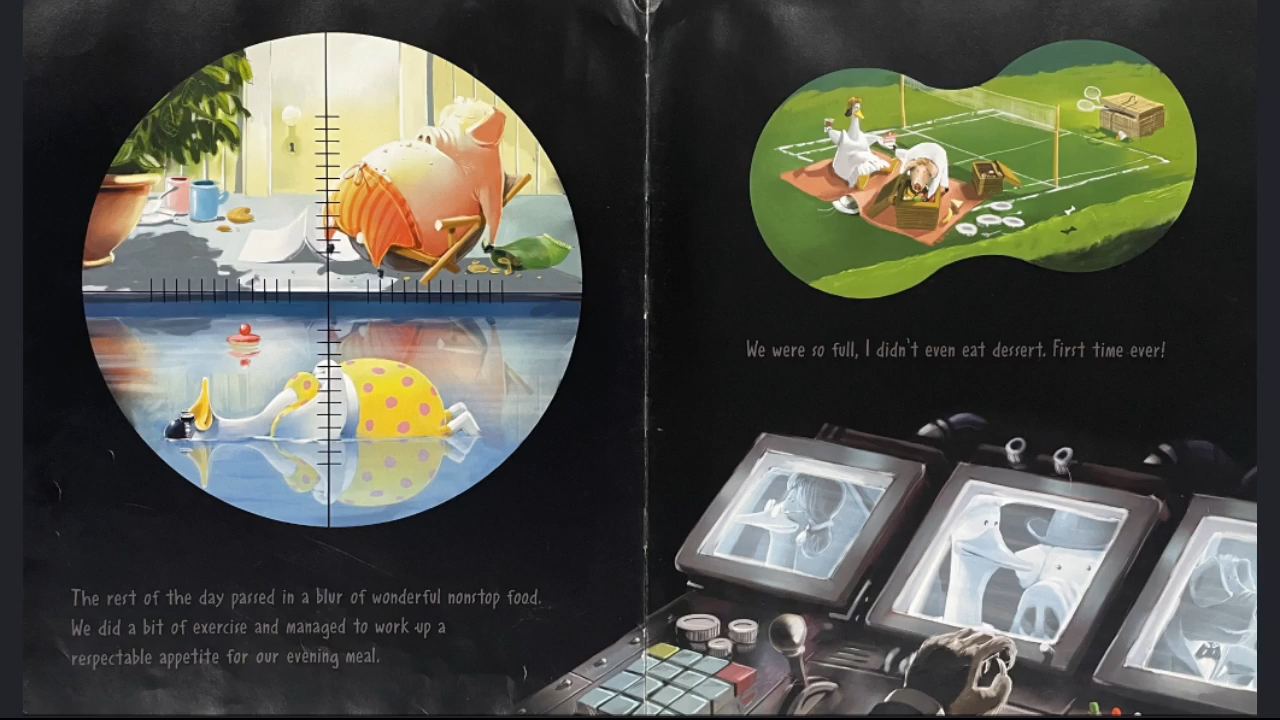 The rest of the day passed in a blur of wonderful nonstop food.
We did a bit of exercise and managed to work up a
respectable appetite for our evening meal.
We were so full, I didn't even eat dessert. First time ever!
1